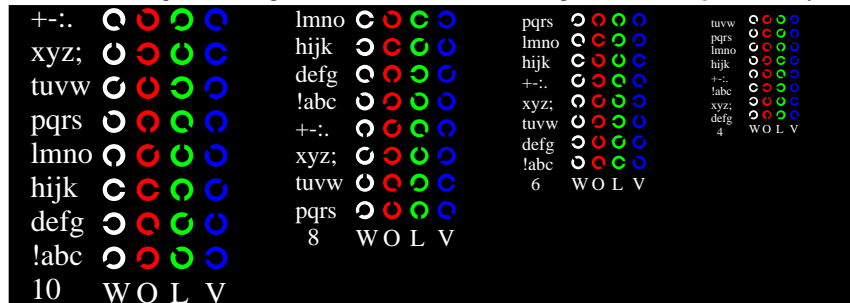 +-:.
xyz;
tuvw
pqrs
lmno
hijk
defg
!abc
10 W O L V
lmno
hijk
defg
!abc
+-:.
xyz;
tuvw
pqrs
8 W O L V
pqrs
lmno
hijk
+-:.
xyz;
tuvw
defg
!abc
6 W O L V
tuvw
pqrs
lmno
hijk
+-:.
!abc
xyz;
defg
4 W O L V